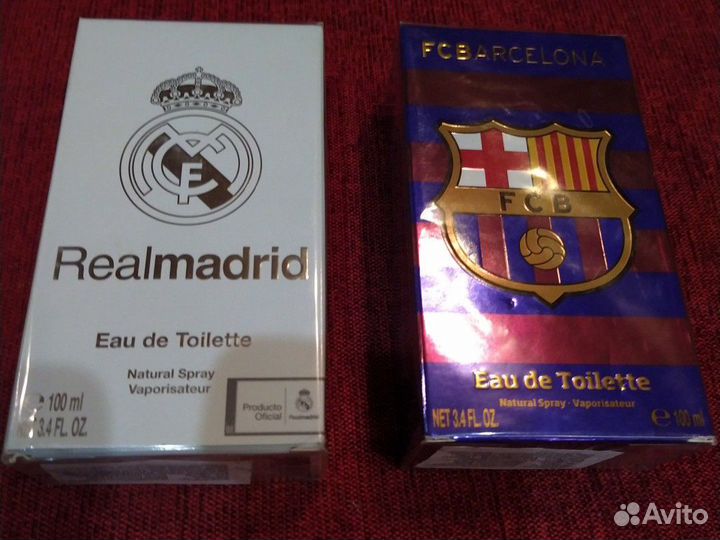 Realmadrid
Eau de Toilette
Natural Spray
Vaporisateur
Producto
Oficial
Realmadrid
e 100 ml
3.4 FL. OZ.
FCBARCELONA
FCB
Eau de Toilette
Natural Spray · Vaporisateur
NET 3.4 FL. OZ.
e 100 ml
Avito